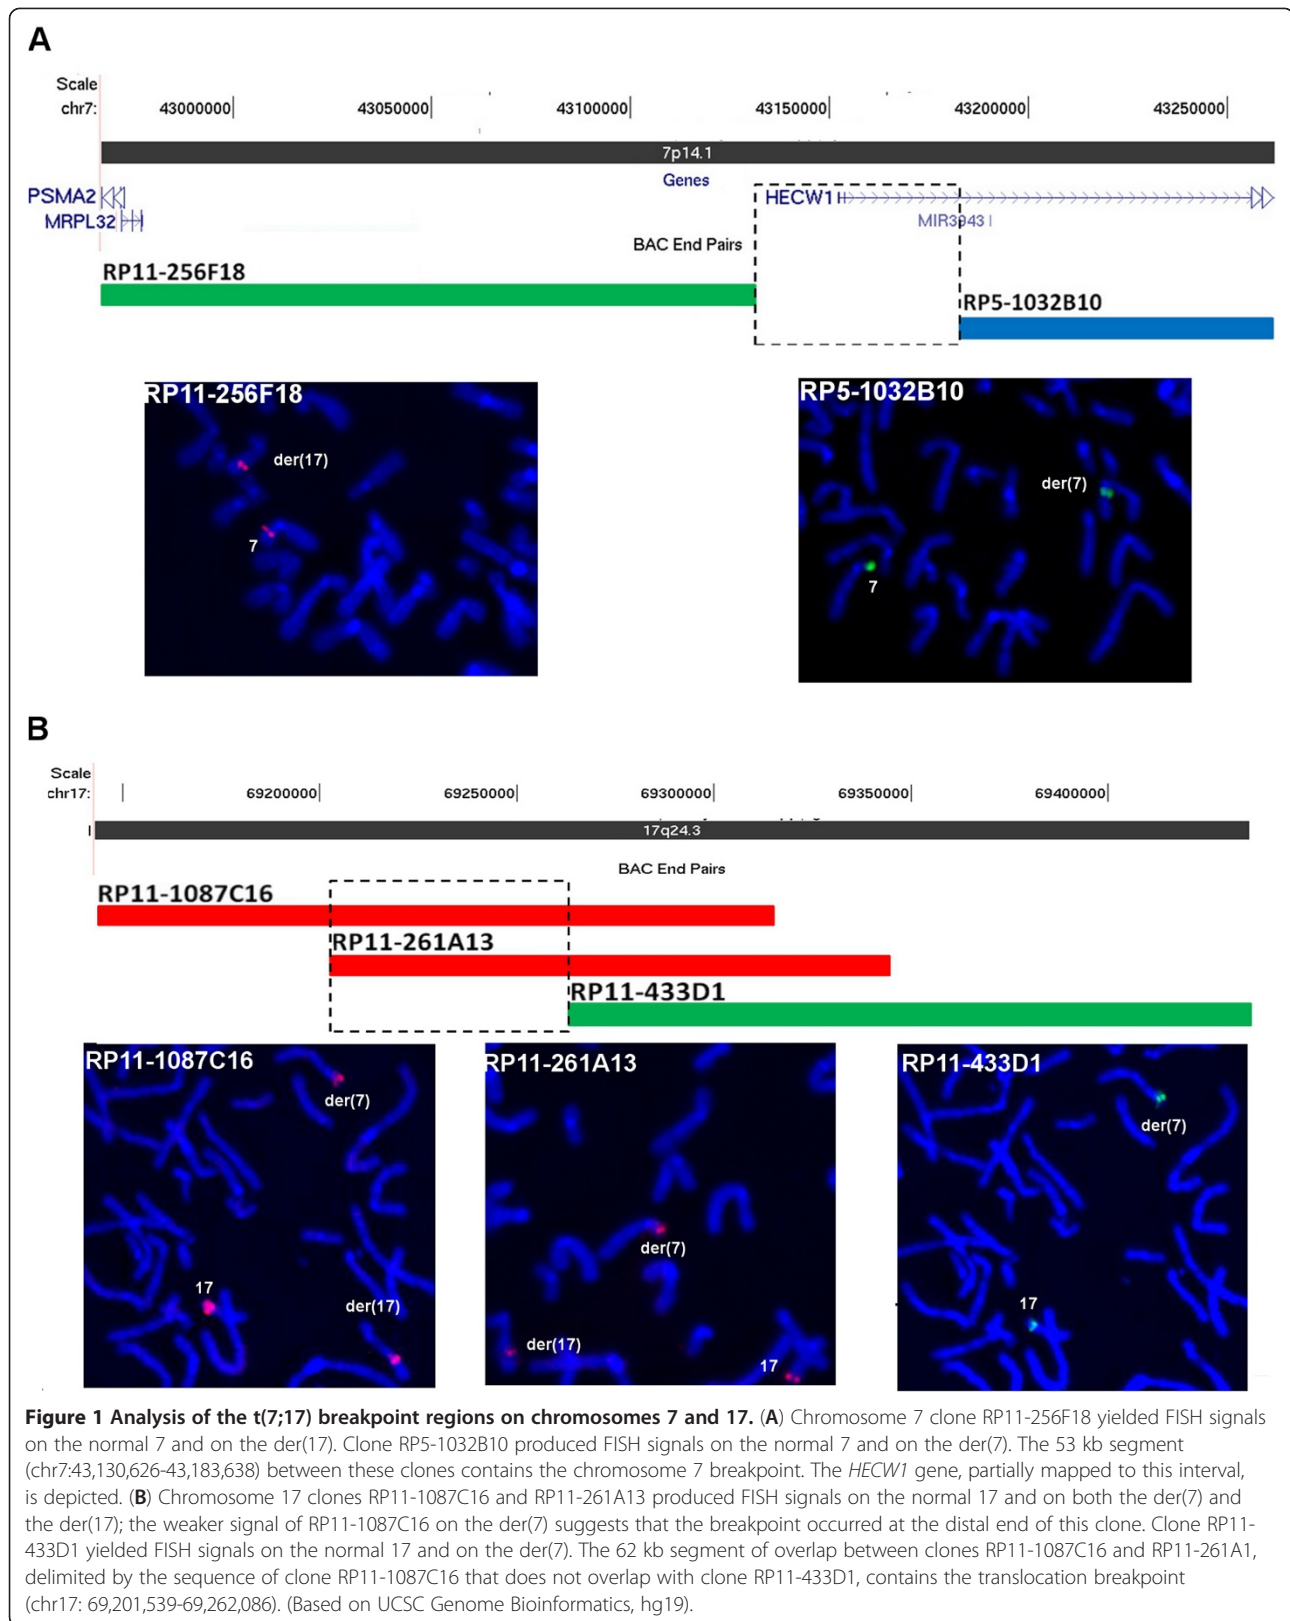 A
Scale
chr7: 43000000| 43050000| 43100000| 43150000| 43200000| 43250000|
7p14.1
Genes
PSMA2 HECW1
MRPL32 MIR3943
BAC End Pairs
RP11-256F18
RP5-1032B10
RP11-256F18 RP5-1032B10
der(17) der(7)
7 7
B
Scale
chr17: | 69200000| 69250000| 69300000| 69350000| 69400000|
17q24.3
BAC End Pairs
RP11-1087C16
RP11-261A13
RP11-433D1
RP11-1087C16 RP11-261A13 RP11-433D1
der(7) der(7) der(7)
17 der(17) der(17) 17 17
Figure 1 Analysis of the t(7;17) breakpoint regions on chromosomes 7 and 17. (A) Chromosome 7 clone RP11-256F18 yielded FISH signals
on the normal 7 and on the der(17). Clone RP5-1032B10 produced FISH signals on the normal 7 and on the der(7). The 53 kb segment
(chr7:43,130,626-43,183,638) between these clones contains the chromosome 7 breakpoint. The HECW1 gene, partially mapped to this interval,
is depicted. (B) Chromosome 17 clones RP11-1087C16 and RP11-261A13 produced FISH signals on the normal 17 and on both the der(7) and
the der(17); the weaker signal of RP11-1087C16 on the der(7) suggests that the breakpoint occurred at the distal end of this clone. Clone RP11-
433D1 yielded FISH signals on the normal 17 and on the der(7). The 62 kb segment of overlap between clones RP11-1087C16 and RP11-261A1,
delimited by the sequence of clone RP11-1087C16 that does not overlap with clone RP11-433D1, contains the translocation breakpoint
(chr17: 69,201,539-69,262,086). (Based on UCSC Genome Bioinformatics, hg19).